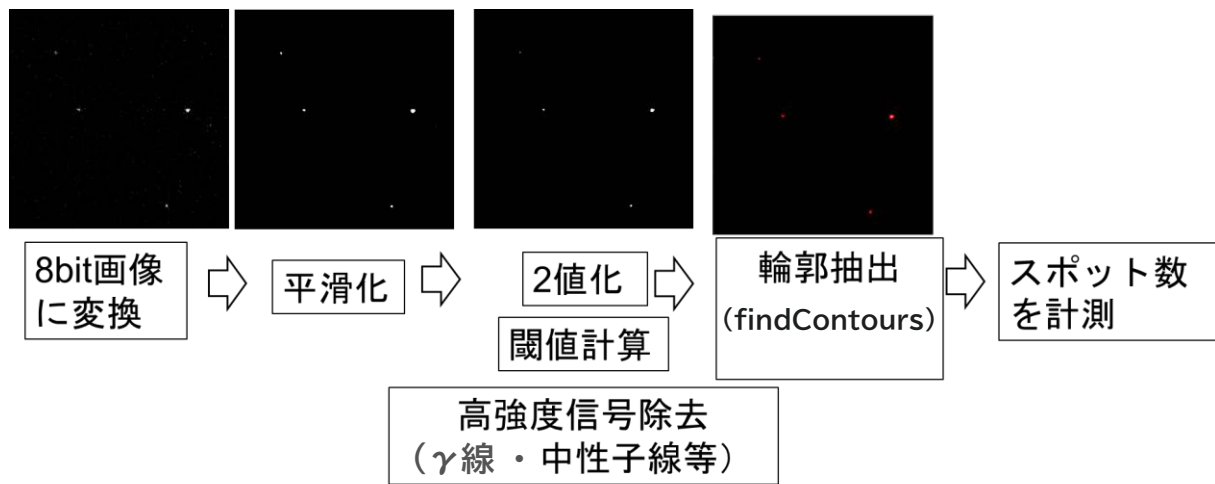 8bit画像
に変換
平滑化
2値化
閾値計算
高強度信号除去
(γ線・中性子線等)
輪郭抽出
(findContours)
スポット数
を計測